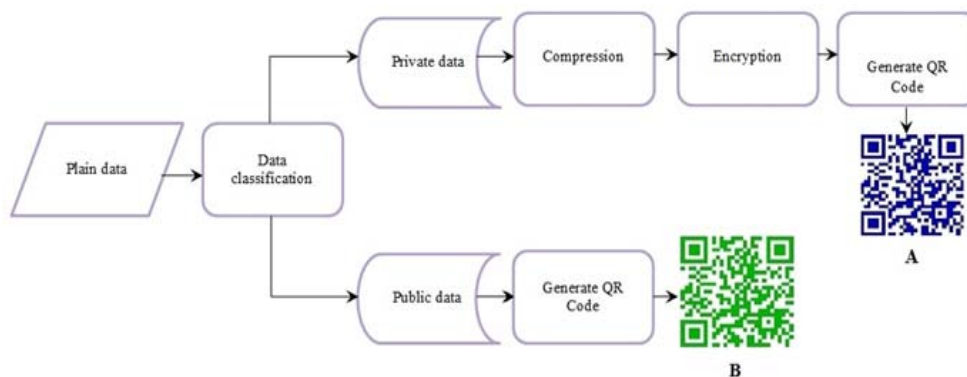 Private data
Compression
Encryption
Generate QR
Code
Plain data
Data
classification
A
Public data
Generate QR
Code
B